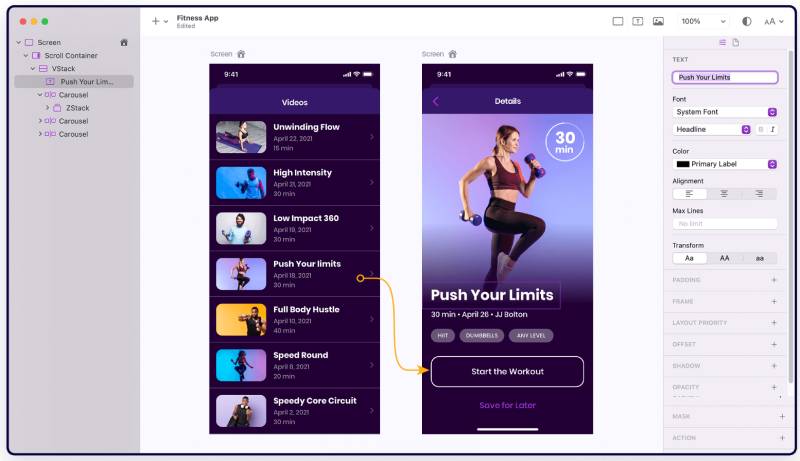 Fitness App
Edited
100%
AA
Screen
Scroll Container
VStack
Push Your Lim...
Carousel
ZStack
Carousel
Carousel
Screen
9:41
Videos
Unwinding Flow
April 22, 2021
15 min
High Intensity
April 21, 2021
30 min
Low Impact 360
April 19, 2021
30 min
Push Your limits
April 18, 2021
30 min
Full Body Hustle
April 10, 2021
40 min
Speed Round
April 8, 2021
20 min
Speedy Core Circuit
April 2, 2021
30 min
Screen
9:41
Details
30
min
Push Your Limits
30 min • April 26 • JJ Bolton
HIIT
DUMBBELLS
ANY LEVEL
Start the Workout
Save for Later
TEXT
Push Your Limits
Font
System Font
Headline
B
I
Color
Primary Label
Alignment
Max Lines
No limit
Transform
Aa
AA
aa
PADDING
FRAME
LAYOUT PRIORITY
OFFSET
SHADOW
OPACITY
MASK
ACTION